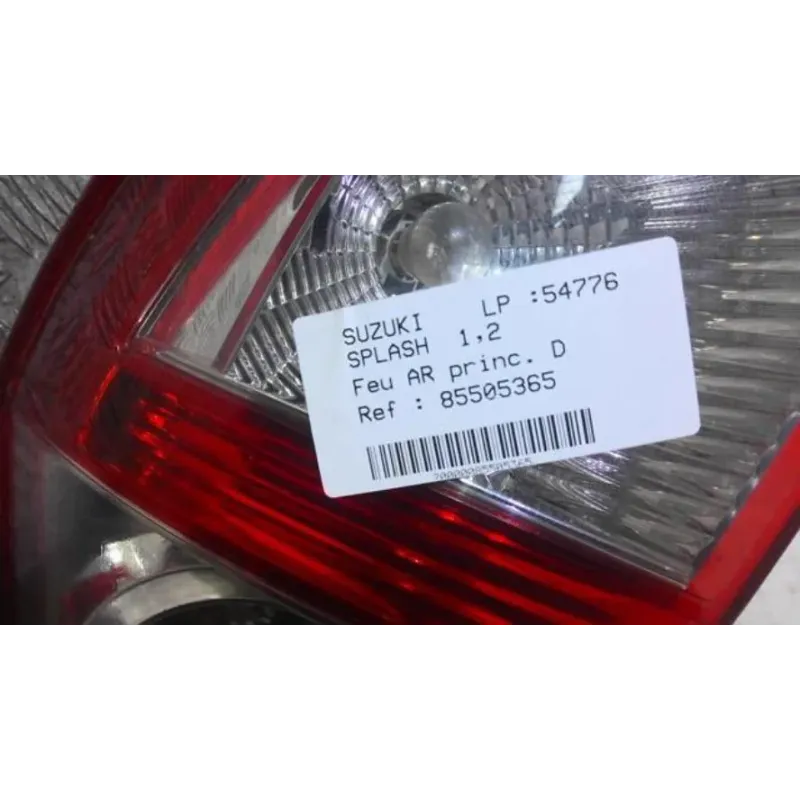 SUZUKI LP :54776
SPLASH 1,2
Feu AR princ. D
Ref : 85505365